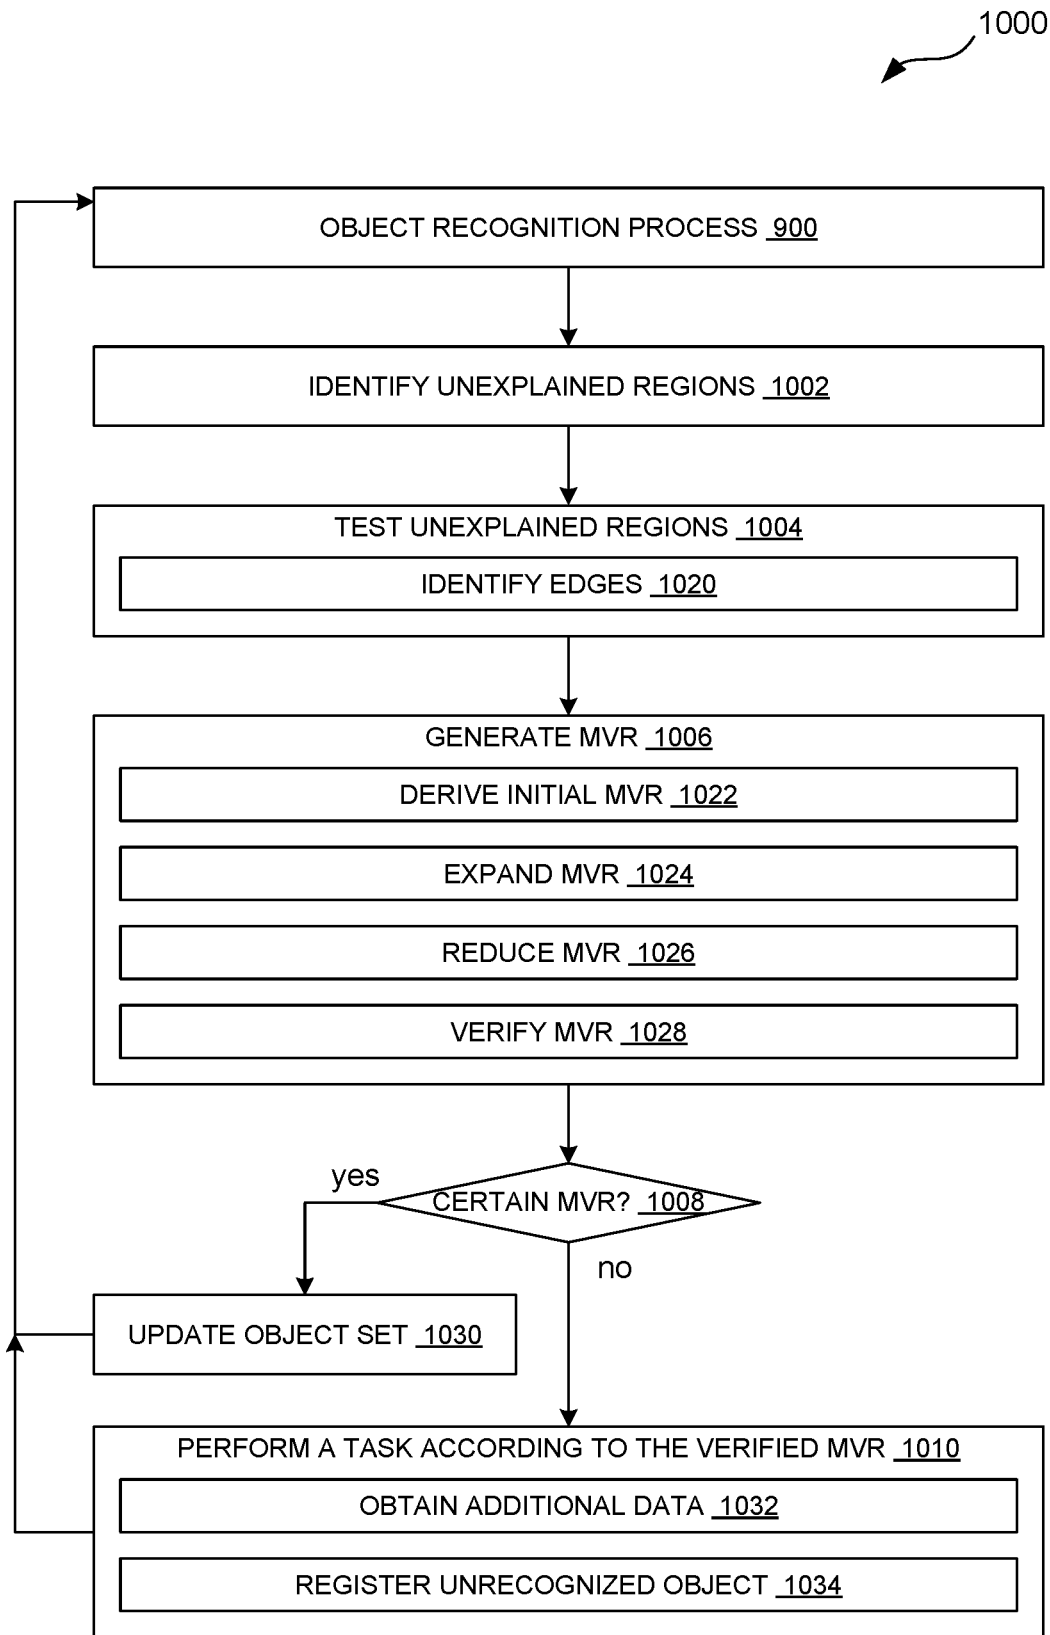 1000
OBJECT RECOGNITION PROCESS 900
IDENTIFY UNEXPLAINED REGIONS 1002
TEST UNEXPLAINED REGIONS 1004
IDENTIFY EDGES 1020
GENERATE MVR 1006
DERIVE INITIAL MVR 1022
EXPAND MVR 1024
REDUCE MVR 1026
VERIFY MVR 1028
yes
CERTAIN MVR? 1008
no
UPDATE OBJECT SET 1030
PERFORM A TASK ACCORDING TO THE VERIFIED MVR 1010
OBTAIN ADDITIONAL DATA 1032
REGISTER UNRECOGNIZED OBJECT 1034